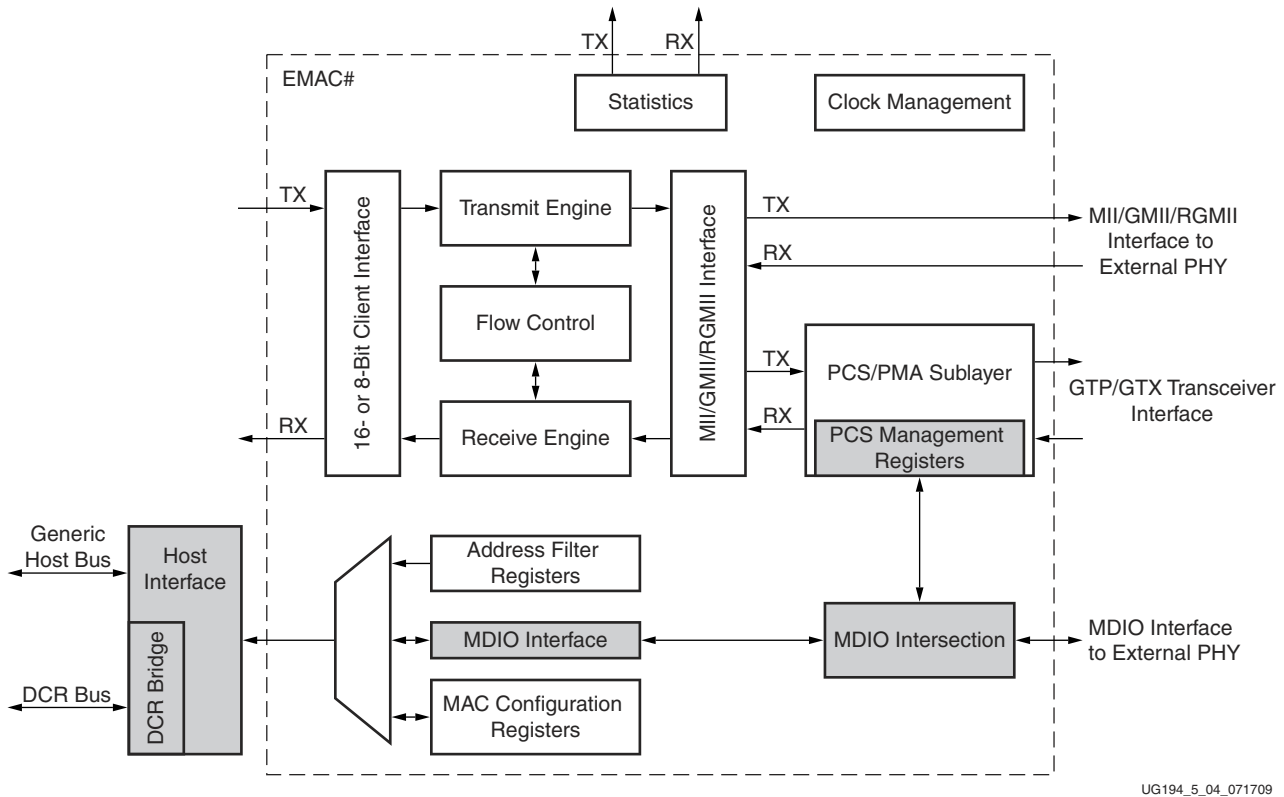 TX
RX
EMAC#
Statistics
Clock Management
TX
16- or 8-Bit Client Interface
Transmit Engine
MII/GMII/RGMII Interface
TX
MII/GMII/RGMII
Interface to
External PHY
RX
Flow Control
TX
PCS/PMA Sublayer
GTP/GTX Transceiver
Interface
RX
Receive Engine
RX
PCS Management
Registers
Generic
Host Bus
Host
Interface
Address Filter
Registers
MDIO Interface
MDIO Intersection
MDIO Interface
to External PHY
DCR Bus
DCR Bridge
MAC Configuration
Registers
UG194_5_04_071709